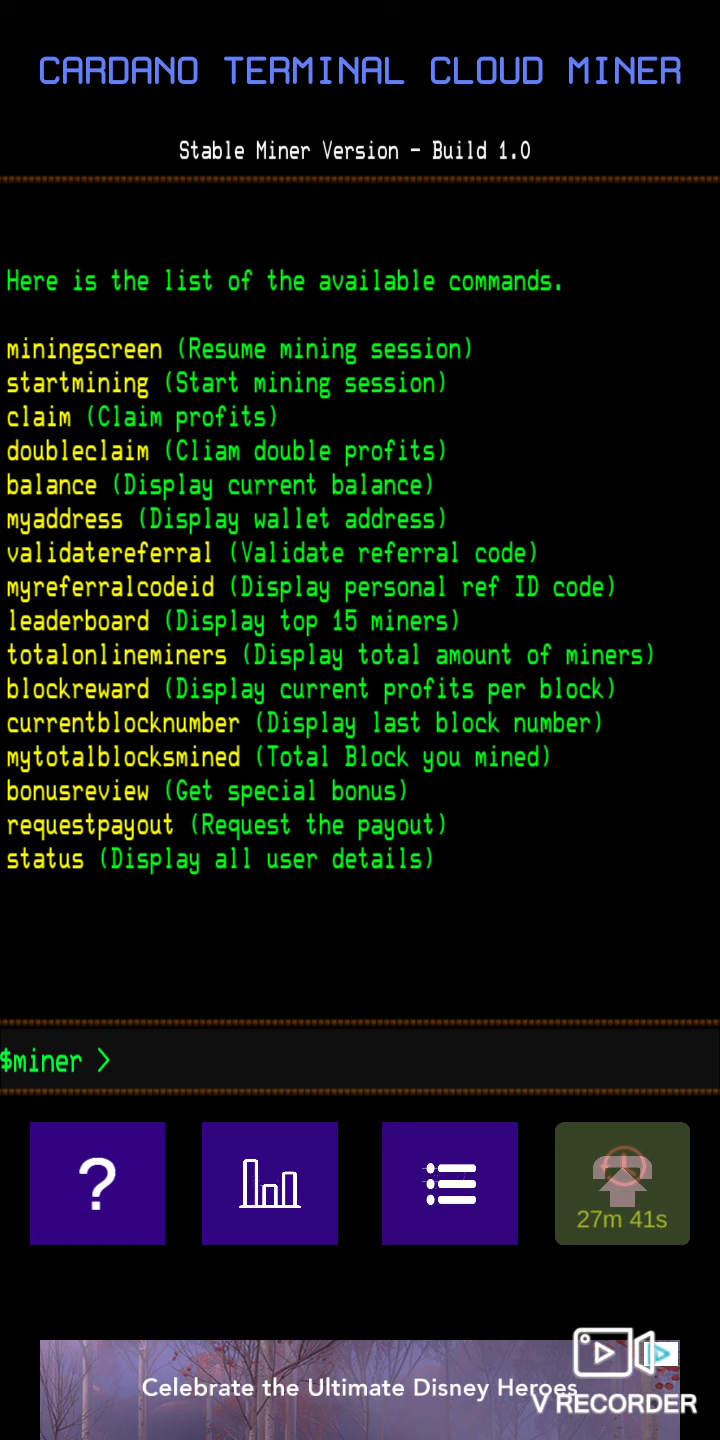 CARDANO TERMINAL CLOUD MINER
Stable Miner Version - Build 1.0
Here is the list of the available commands.
miningscreen (Resume mining session)
startmining (Start mining session)
claim (Claim profits)
doubleclaim (Cliam double profits)
balance (Display current balance)
myaddress (Display wallet address)
validatereferral (Validate referral code)
myreferralcodeid (Display personal ref ID code)
leaderboard (Display top 15 miners)
totalonlineminers (Display total amount of miners)
blockreward (Display current profits per block)
currentblocknumber (Display last block number)
mytotalblocksmined (Total Block you mined)
bonusreview (Get special bonus)
requestpayout (Request the payout)
status (Display all user details)
$miner >
?
27m 41s
Celebrate the Ultimate Disney Heroes
V RECORDER